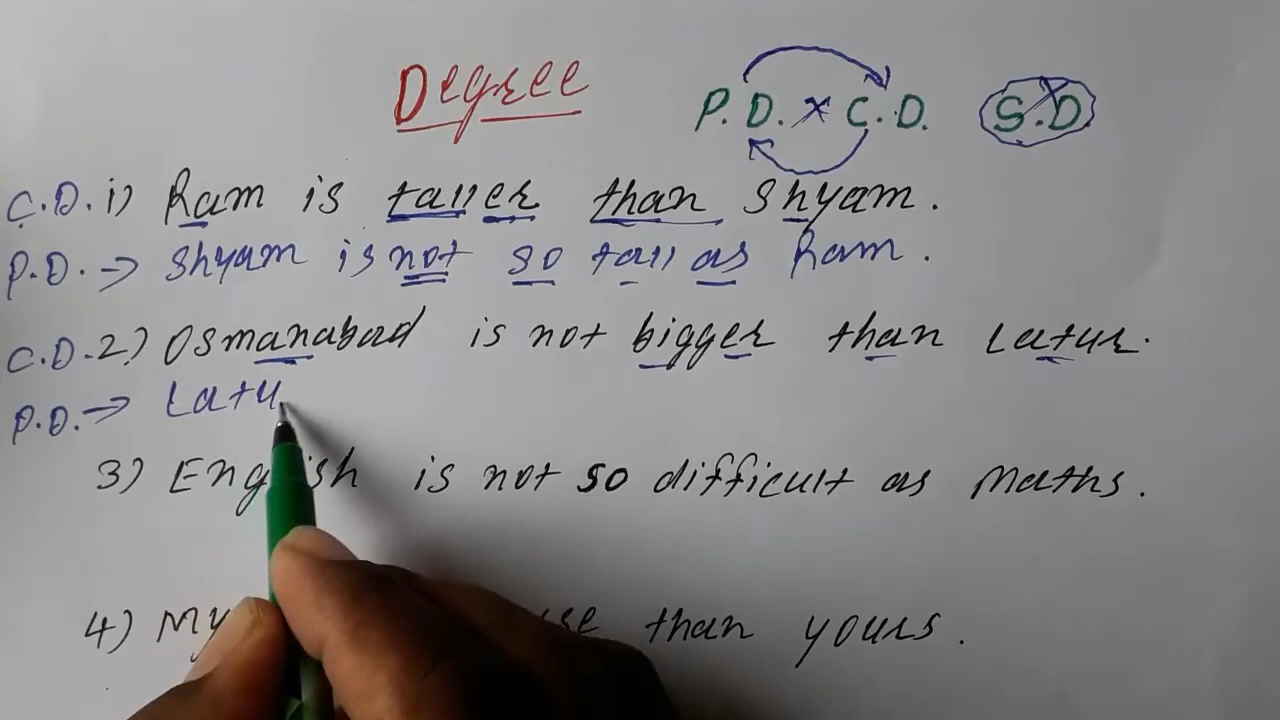 Degree P.D. × C.D. S.D
C.D. 1) Ram is taller than Shyam.
P.D. → Shyam is not so tall as Ram.
C.D. 2) Osmanabad is not bigger than Latur.
P.D. → Latu
3) English is not so difficult as Maths.
4) My than yours.